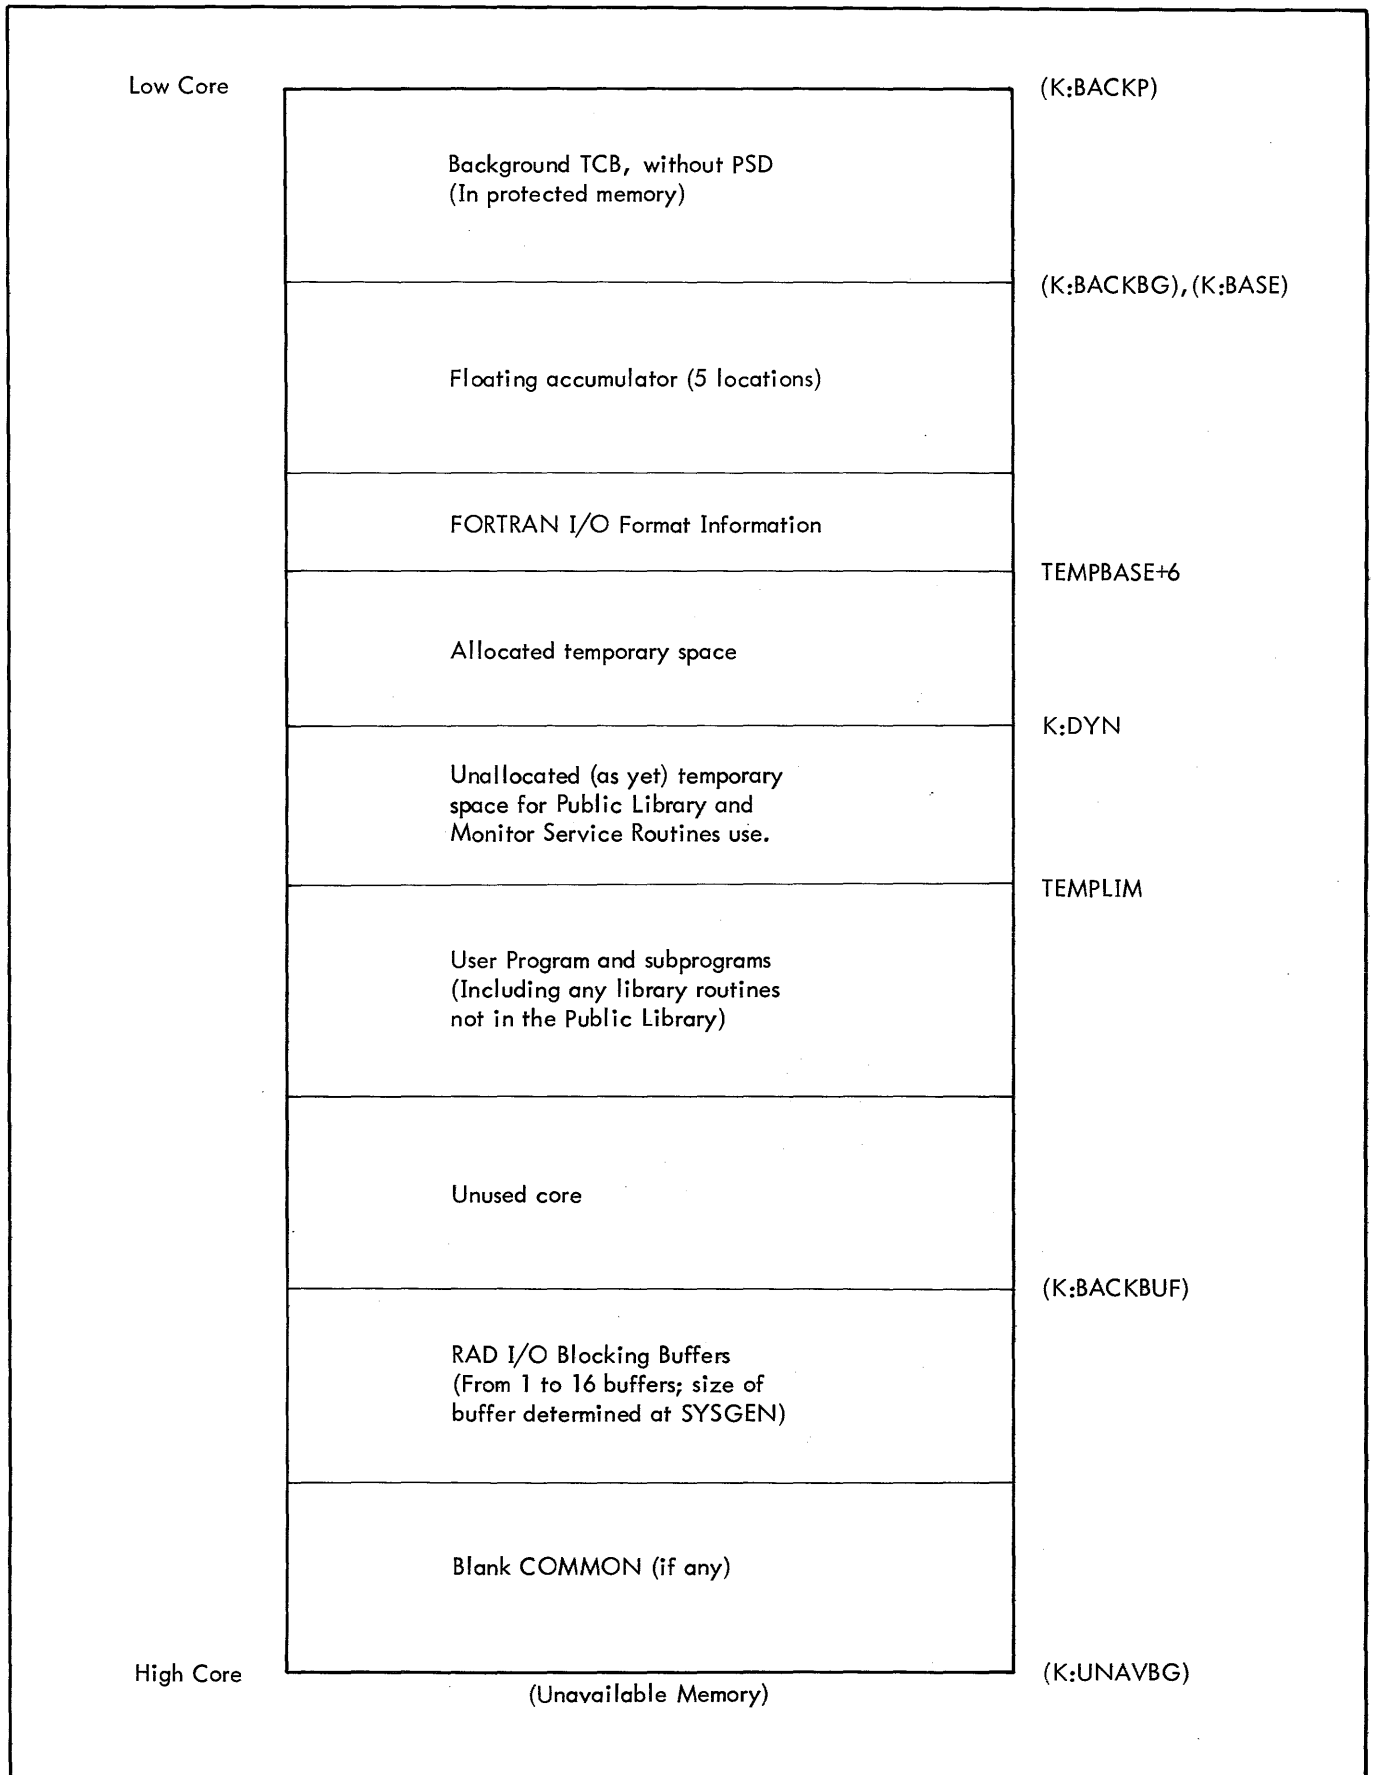 Low Core
(K:BACKP)
Background TCB, without PSD
(In protected memory)
(K:BACKBG), (K:BASE)
Floating accumulator (5 locations)
FORTRAN I/O Format Information
TEMPBASE+6
Allocated temporary space
K:DYN
Unallocated (as yet) temporary
space for Public Library and
Monitor Service Routines use.
TEMPLIM
User Program and subprograms
(Including any library routines
not in the Public Library)
Unused core
(K:BACKBUF)
RAD I/O Blocking Buffers
(From 1 to 16 buffers; size of
buffer determined at SYSGEN)
Blank COMMON (if any)
High Core
(K:UNAVBG)
(Unavailable Memory)